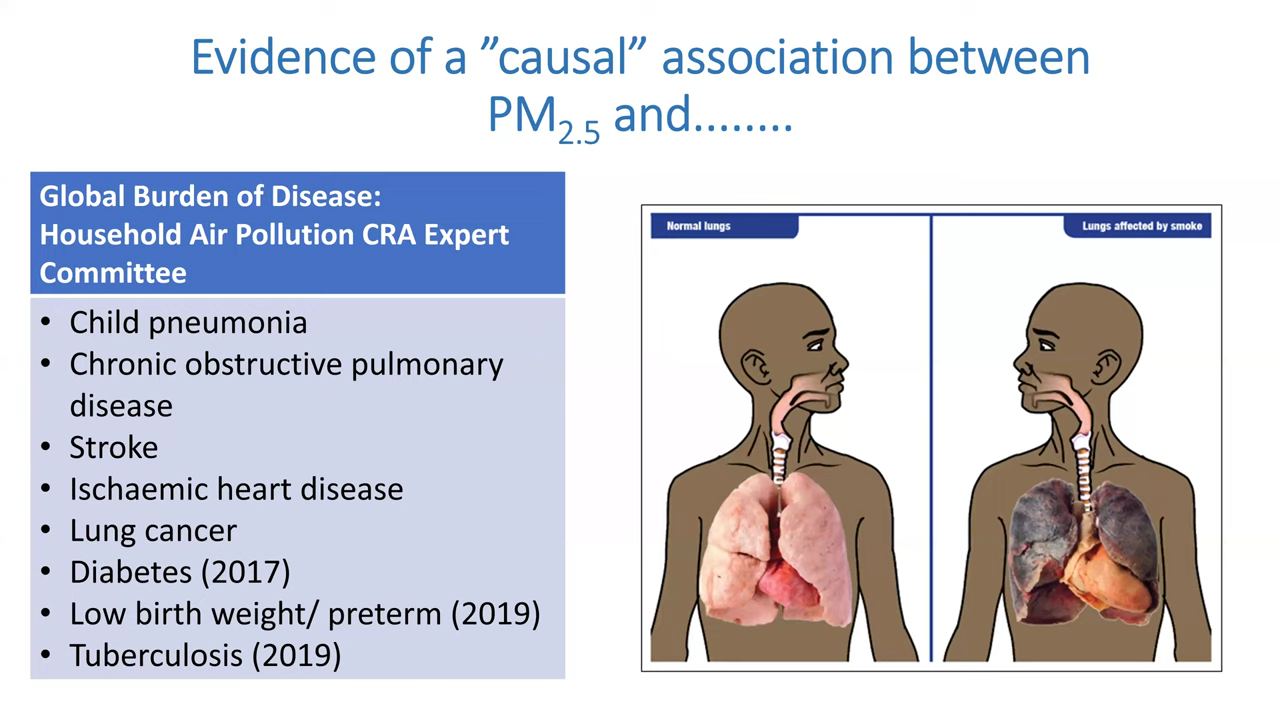 Evidence of a ”causal” association between
PM2.5 and........
Global Burden of Disease:
Household Air Pollution CRA Expert
Committee
• Child pneumonia
• Chronic obstructive pulmonary
disease
• Stroke
• Ischaemic heart disease
• Lung cancer
• Diabetes (2017)
• Low birth weight/ preterm (2019)
• Tuberculosis (2019)
Normal lungs
Lungs affected by smoke